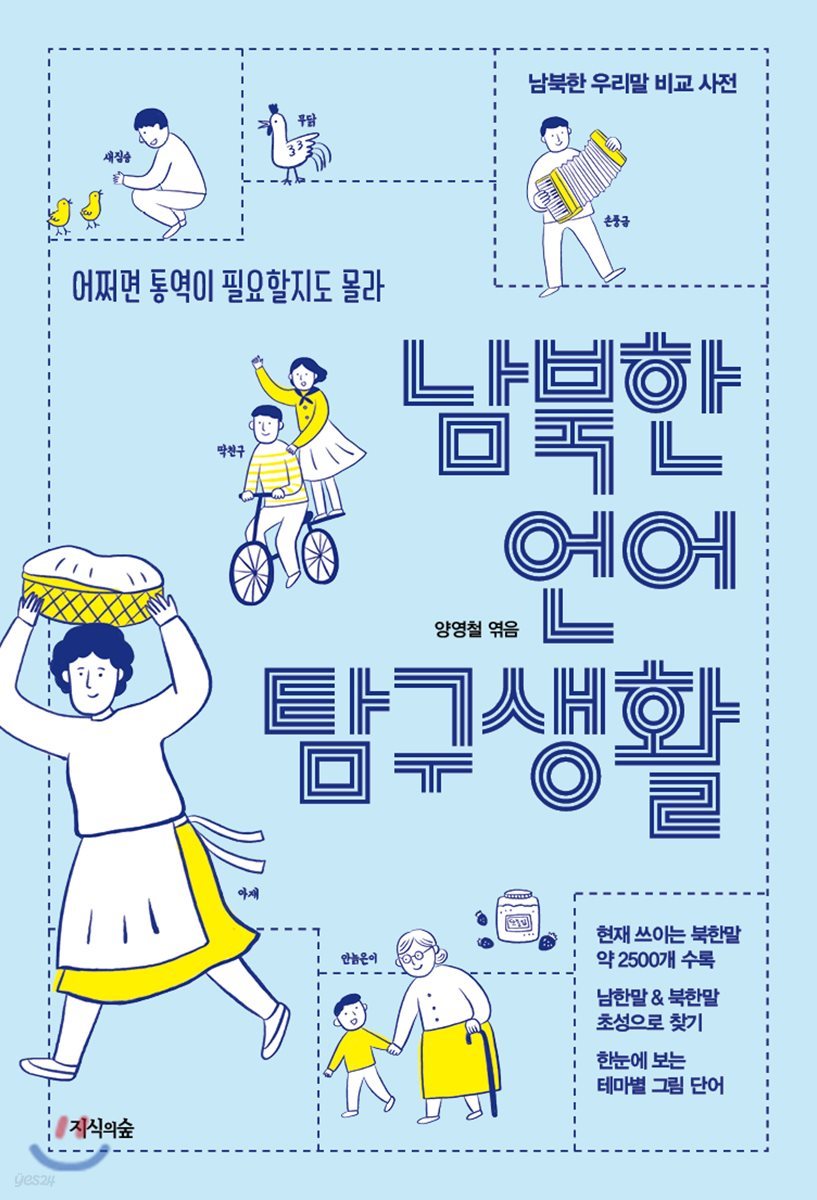 남북한 우리말 비교 사전
무닭
새짐승
손풍금
어쩌면 통역이 필요할지도 몰라
남북한
딱친구
언어
양영철 엮음
탐구생활
아재
안늙은이
현재 쓰이는 북한말
약 2500개 수록
남한말 & 북한말
초성으로 찾기
한눈에 보는
테마별 그림 단어
지식의숲
yes24